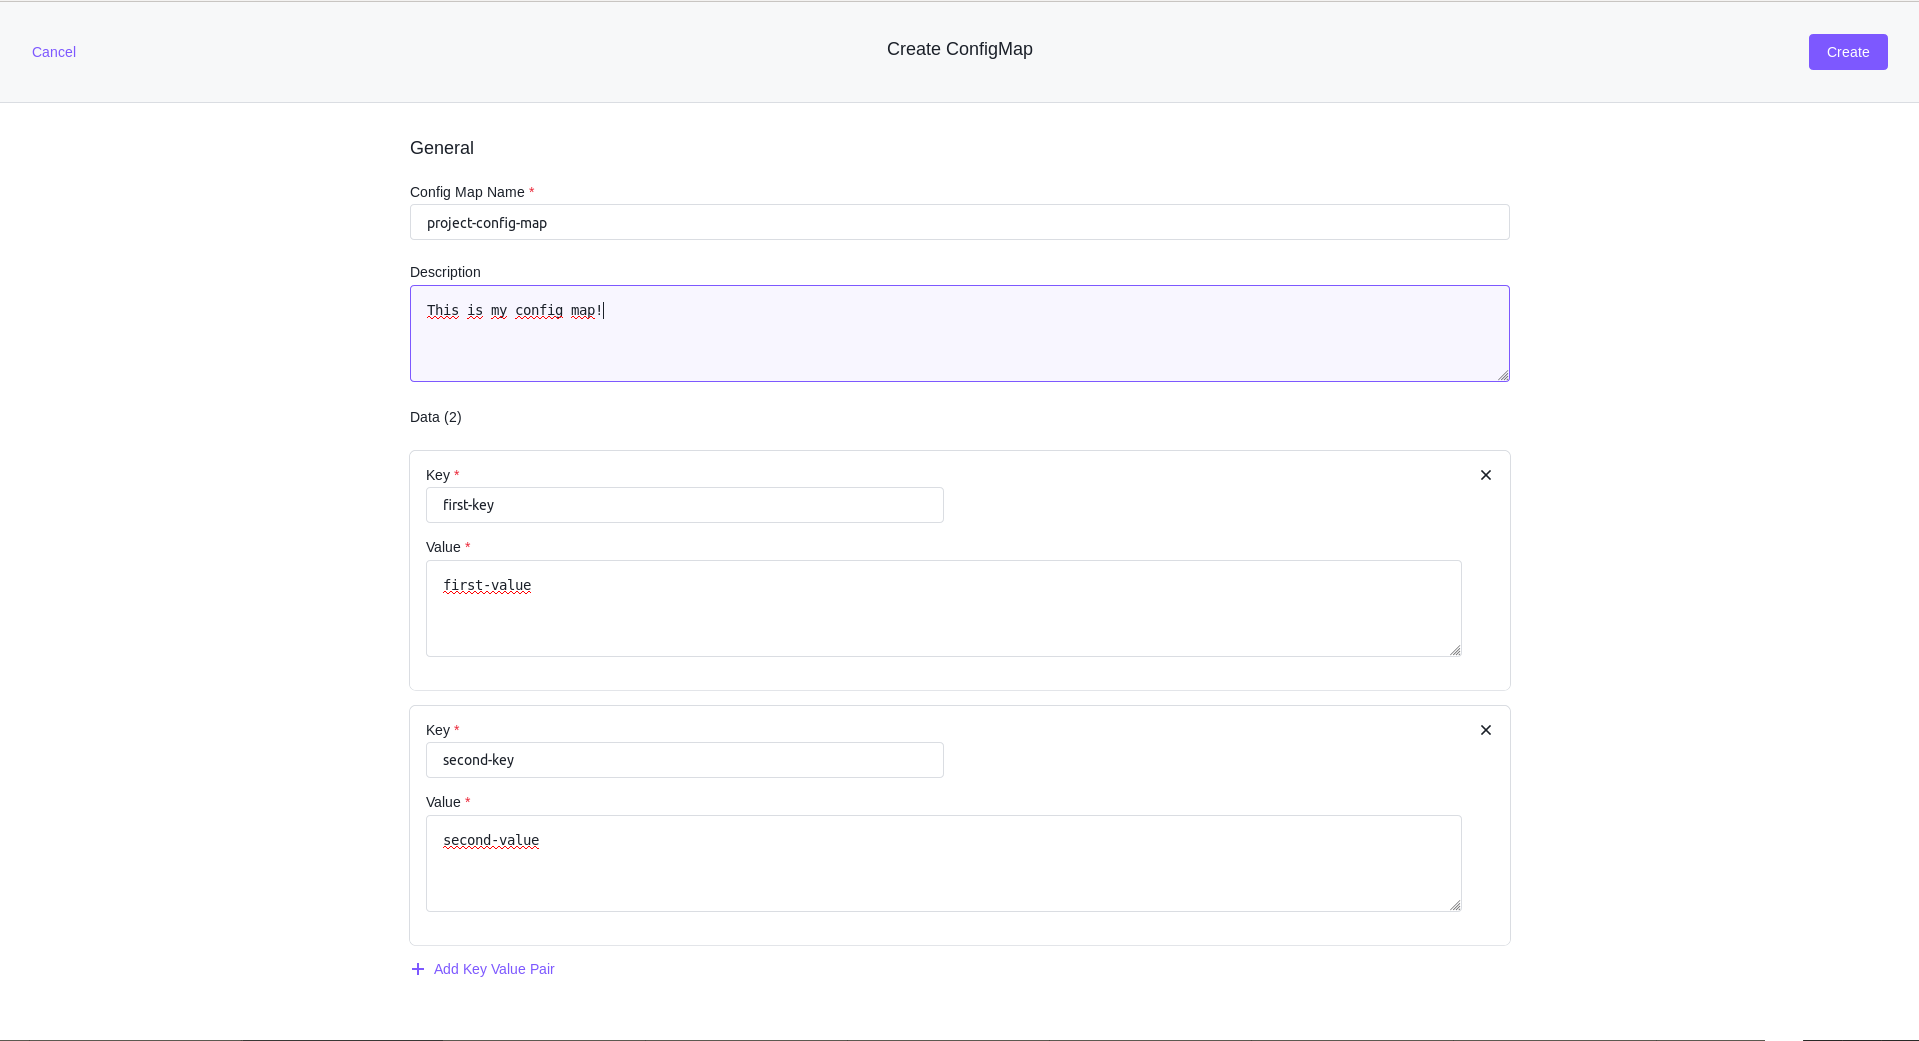 Cancel
Create ConfigMap
Create
General
Config Map Name *
project-config-map
Description
This is my config map!
Data (2)
Key *
first-key
Value *
first-value
Key *
second-key
Value *
second-value
Add Key Value Pair